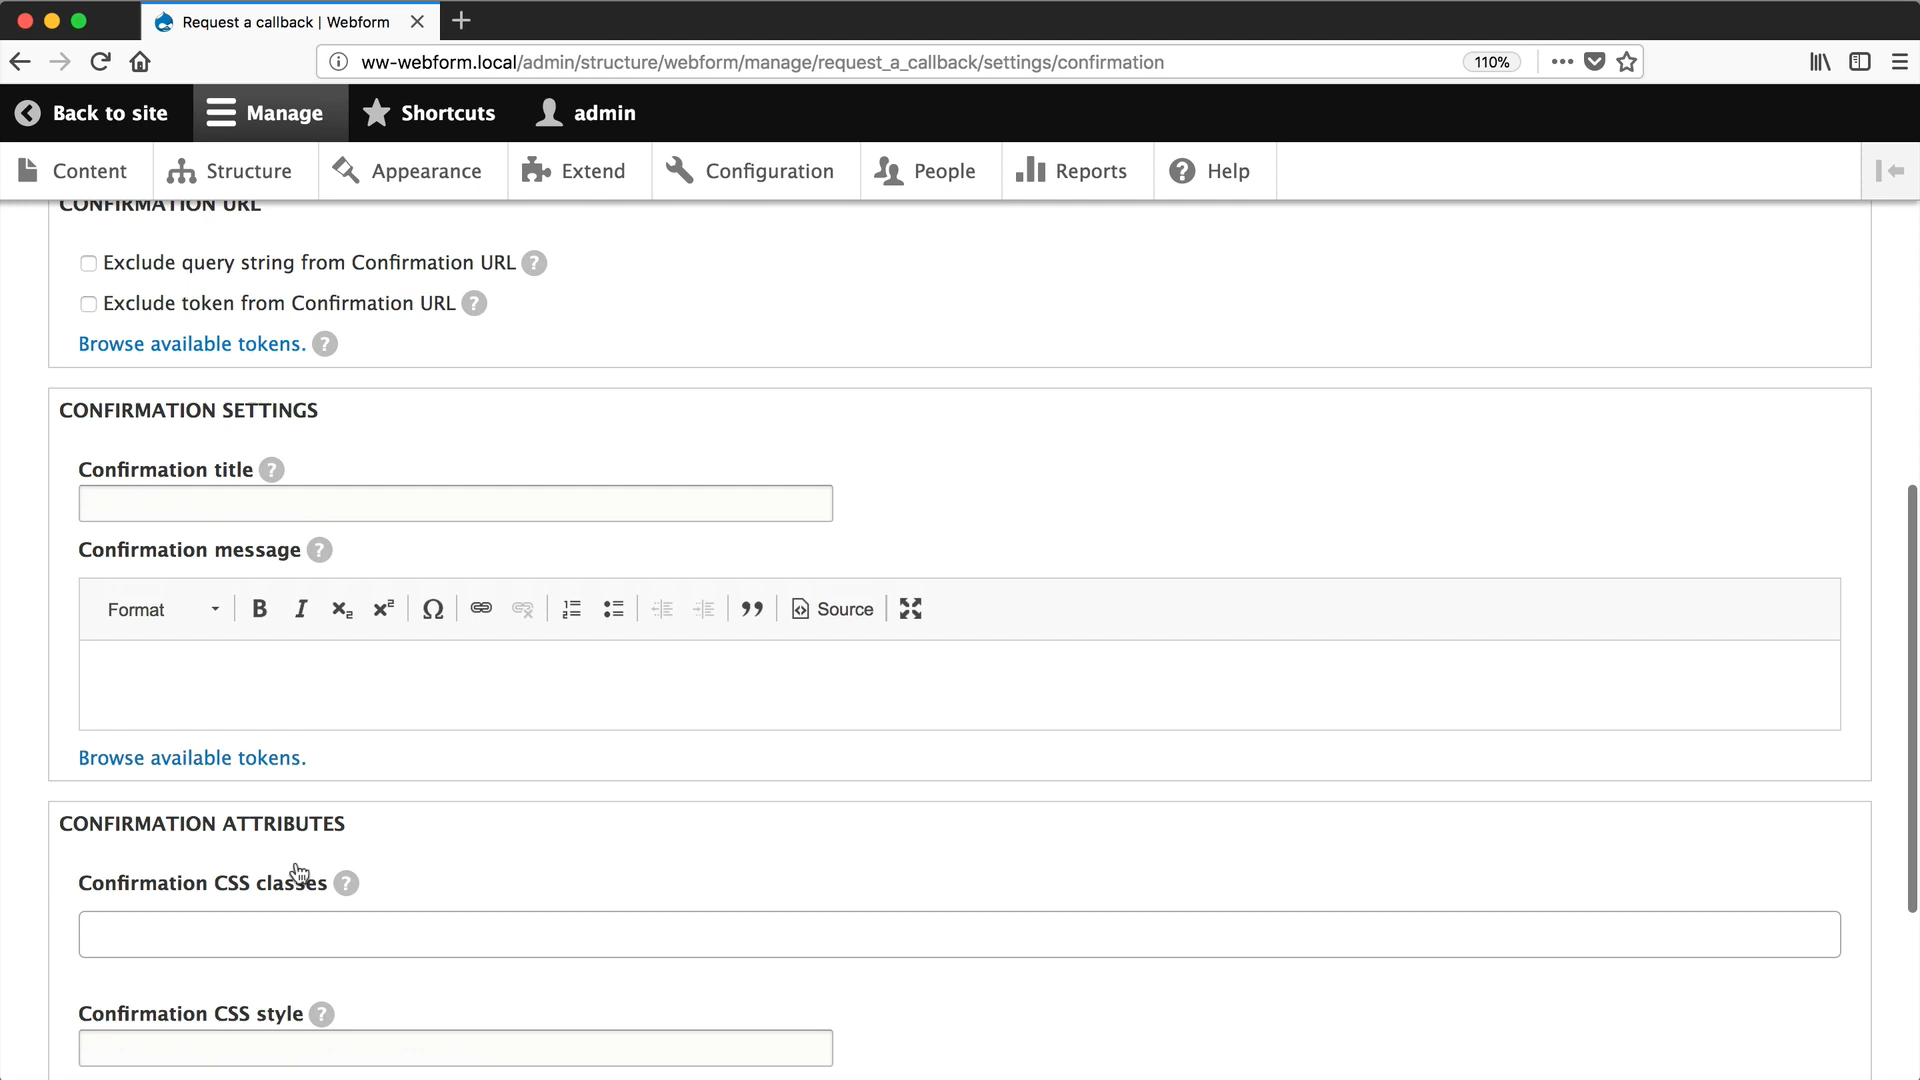 Request a callback | Webform
ww-webform.local/admin/structure/webform/manage/request_a_callback/settings/confirmation
110%
Back to site
Manage
Shortcuts
admin
Content
Structure
Appearance
Extend
Configuration
People
Reports
Help
CONFIRMATION URL
Exclude query string from Confirmation URL ?
Exclude token from Confirmation URL ?
Browse available tokens. ?
CONFIRMATION SETTINGS
Confirmation title ?
Confirmation message ?
Format
B I x₂ x² Ω
Source
Browse available tokens.
CONFIRMATION ATTRIBUTES
Confirmation CSS classes ?
Confirmation CSS style ?